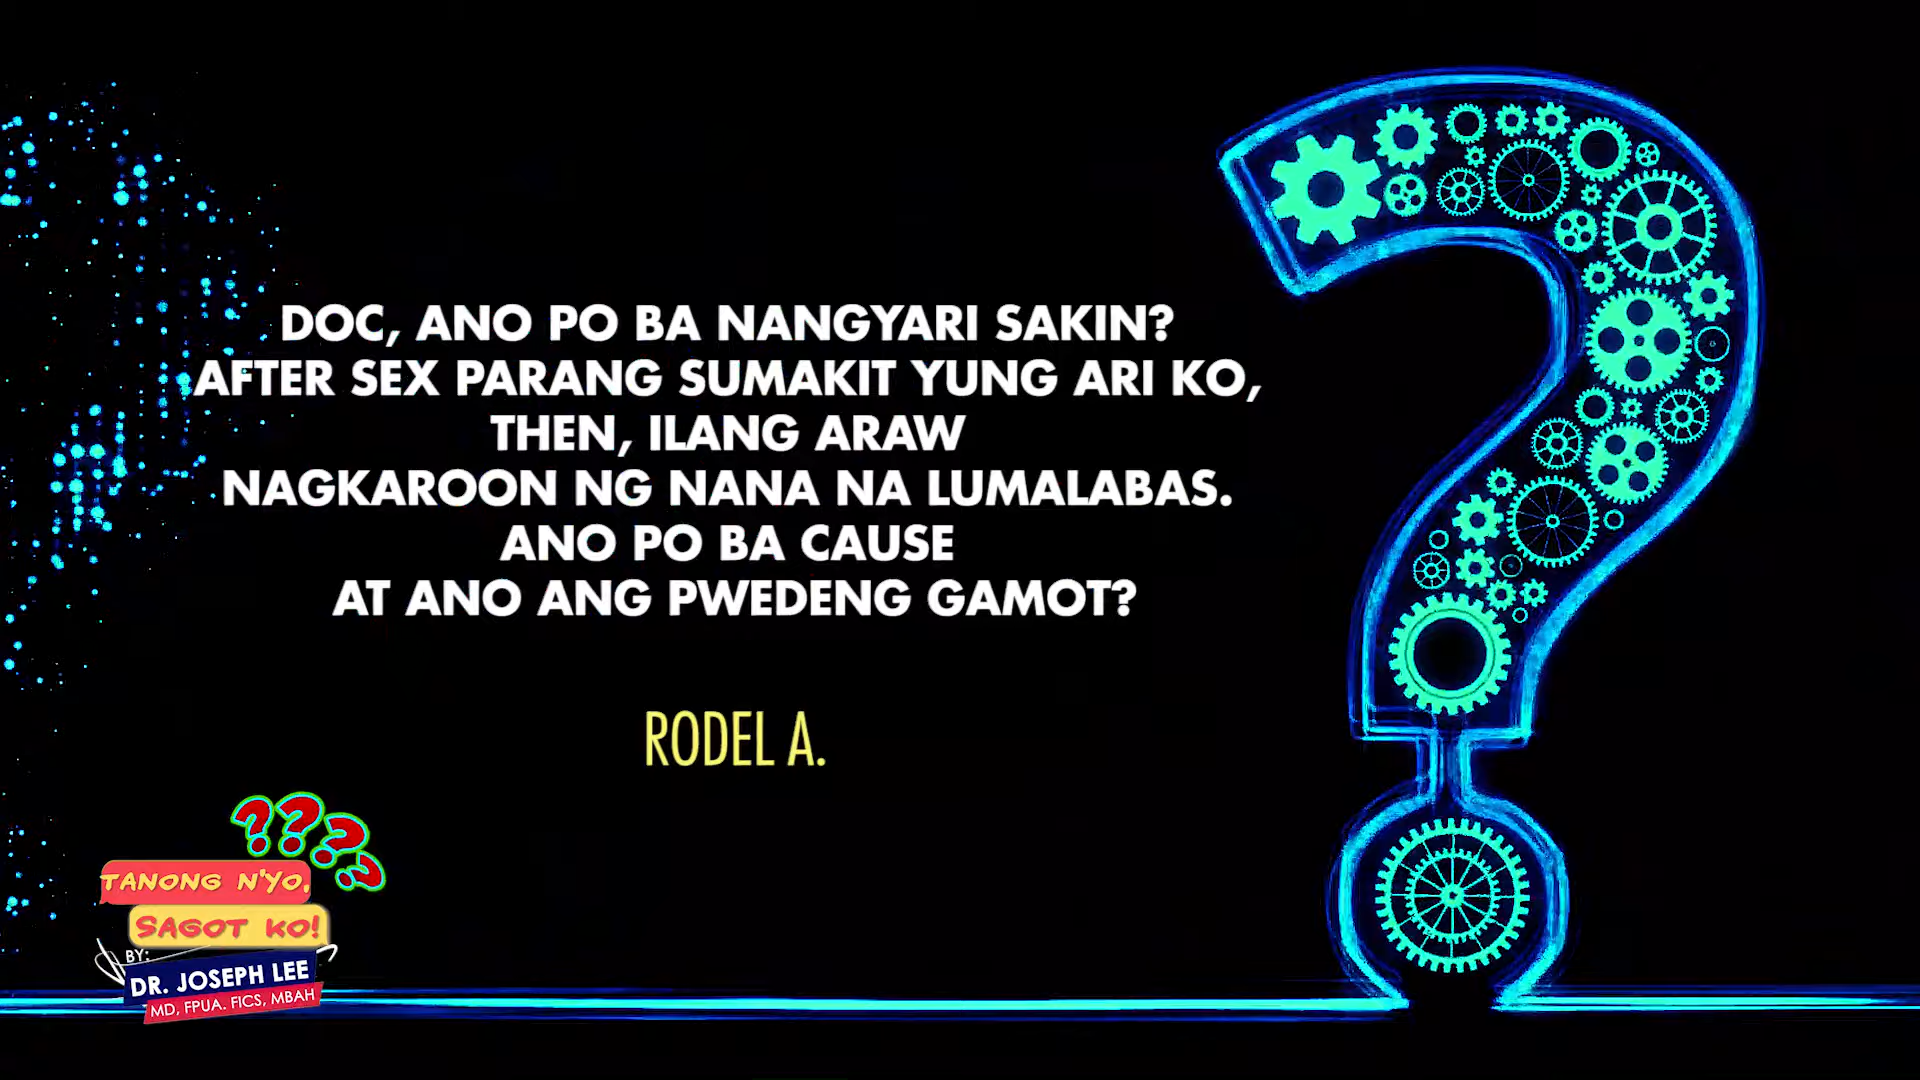 DOC, ANO PO BA NANGYARI SAKIN?
AFTER SEX PARANG SUMAKIT YUNG ARI KO,
THEN, ILANG ARAW
NAGKAROON NG NANA NA LUMALABAS.
ANO PO BA CAUSE
AT ANO ANG PWEDENG GAMOT?
RODEL A.
????
TANONG N'YO,
SAGOT KO!
BY:
DR. JOSEPH LEE
MD, FPUA. FICS, MBAH